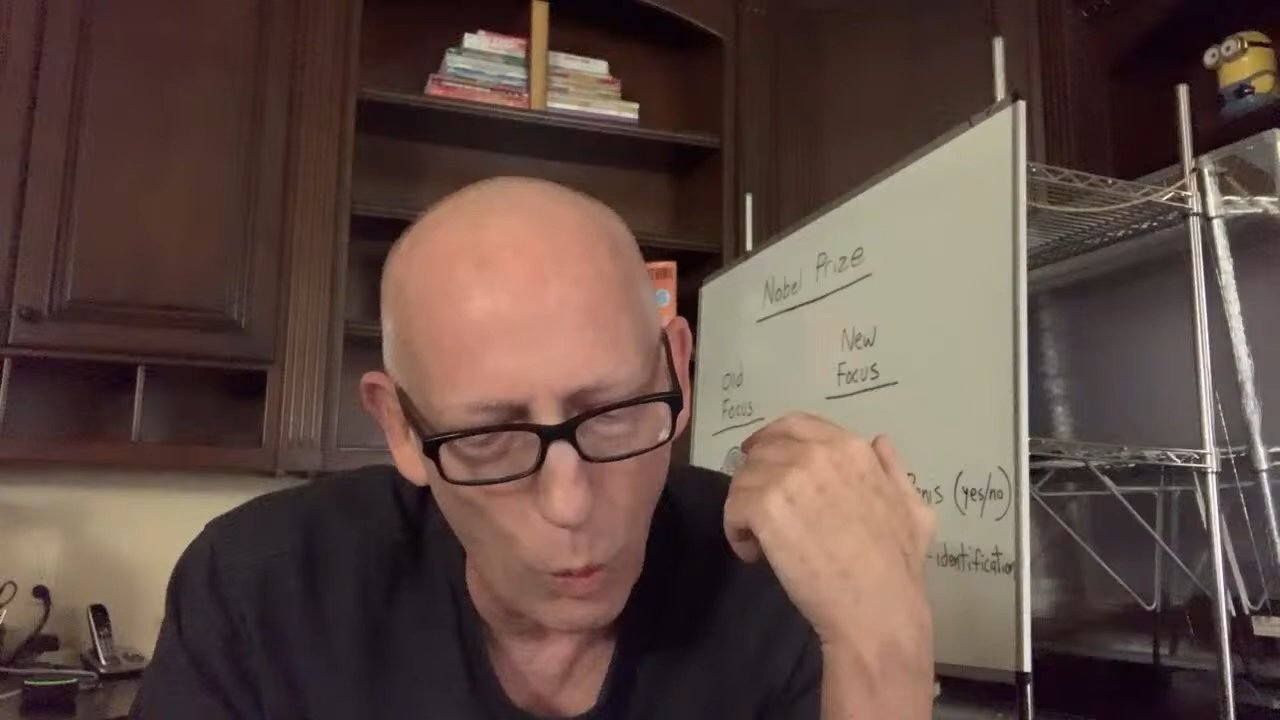 Nobel Prize
New
Focus
Old
Focus
(yes/no)
-identification